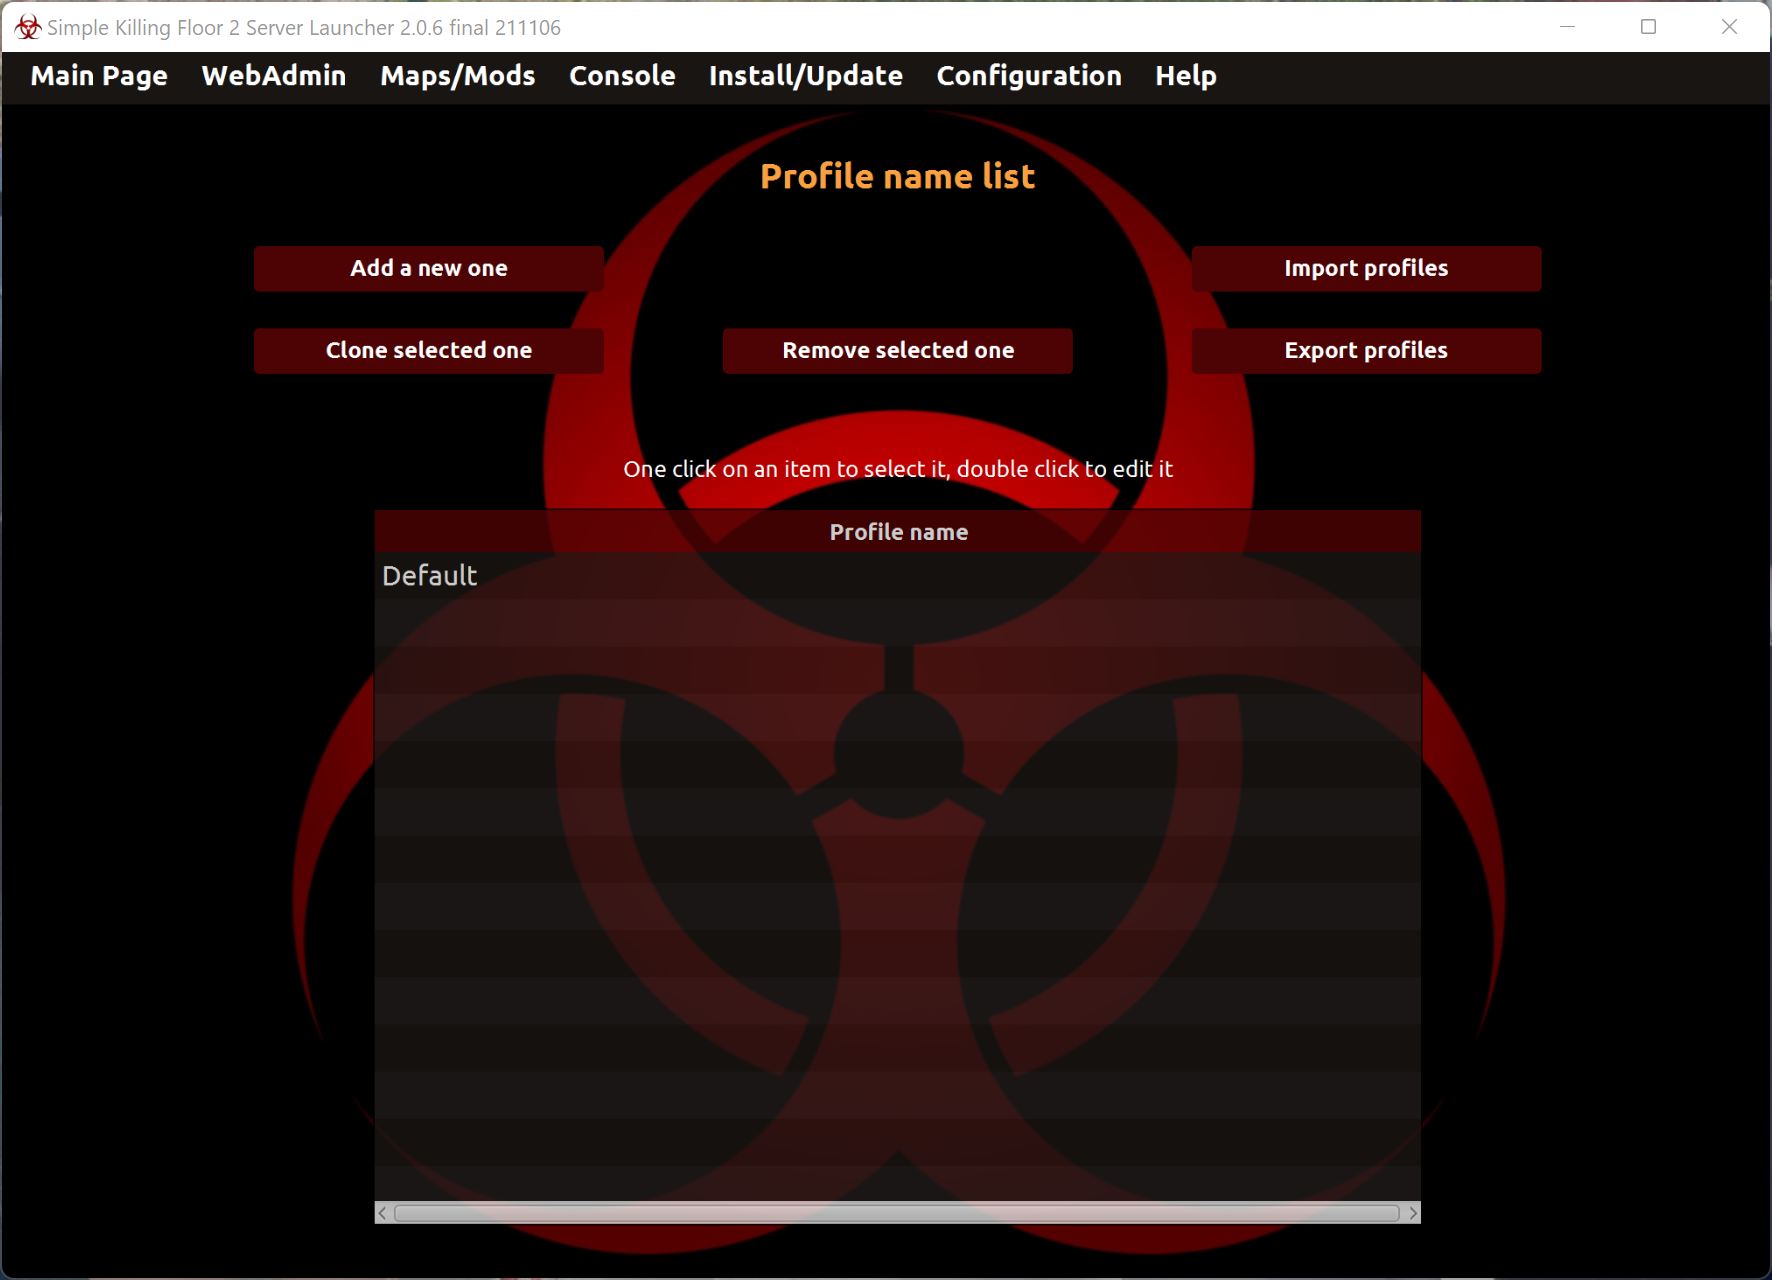 Simple Killing Floor 2 Server Launcher 2.0.6 final 211106
Main Page WebAdmin Maps/Mods Console Install/Update Configuration Help
Profile name list
Add a new one Import profiles
Clone selected one Remove selected one Export profiles
One click on an item to select it, double click to edit it
Profile name
Default